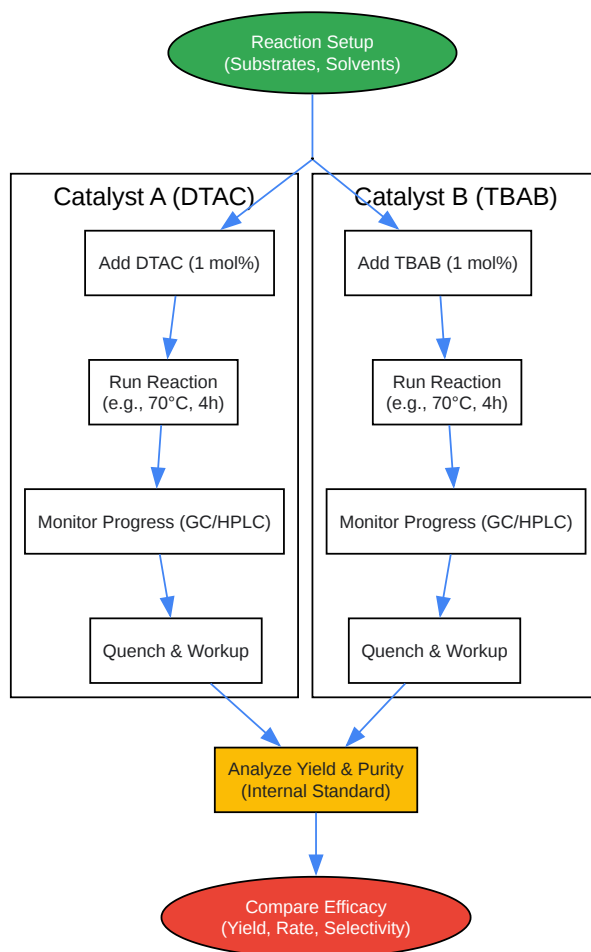 Reaction Setup
(Substrates, Solvents)
Catalyst A (DTAC)
Add DTAC (1 mol%)
Run Reaction
(e.g., 70°C, 4h)
Monitor Progress (GC/HPLC)
Quench & Workup
Catalyst B (TBAB)
Add TBAB (1 mol%)
Run Reaction
(e.g., 70°C, 4h)
Monitor Progress (GC/HPLC)
Quench & Workup
Analyze Yield & Purity
(Internal Standard)
Compare Efficacy
(Yield, Rate, Selectivity)